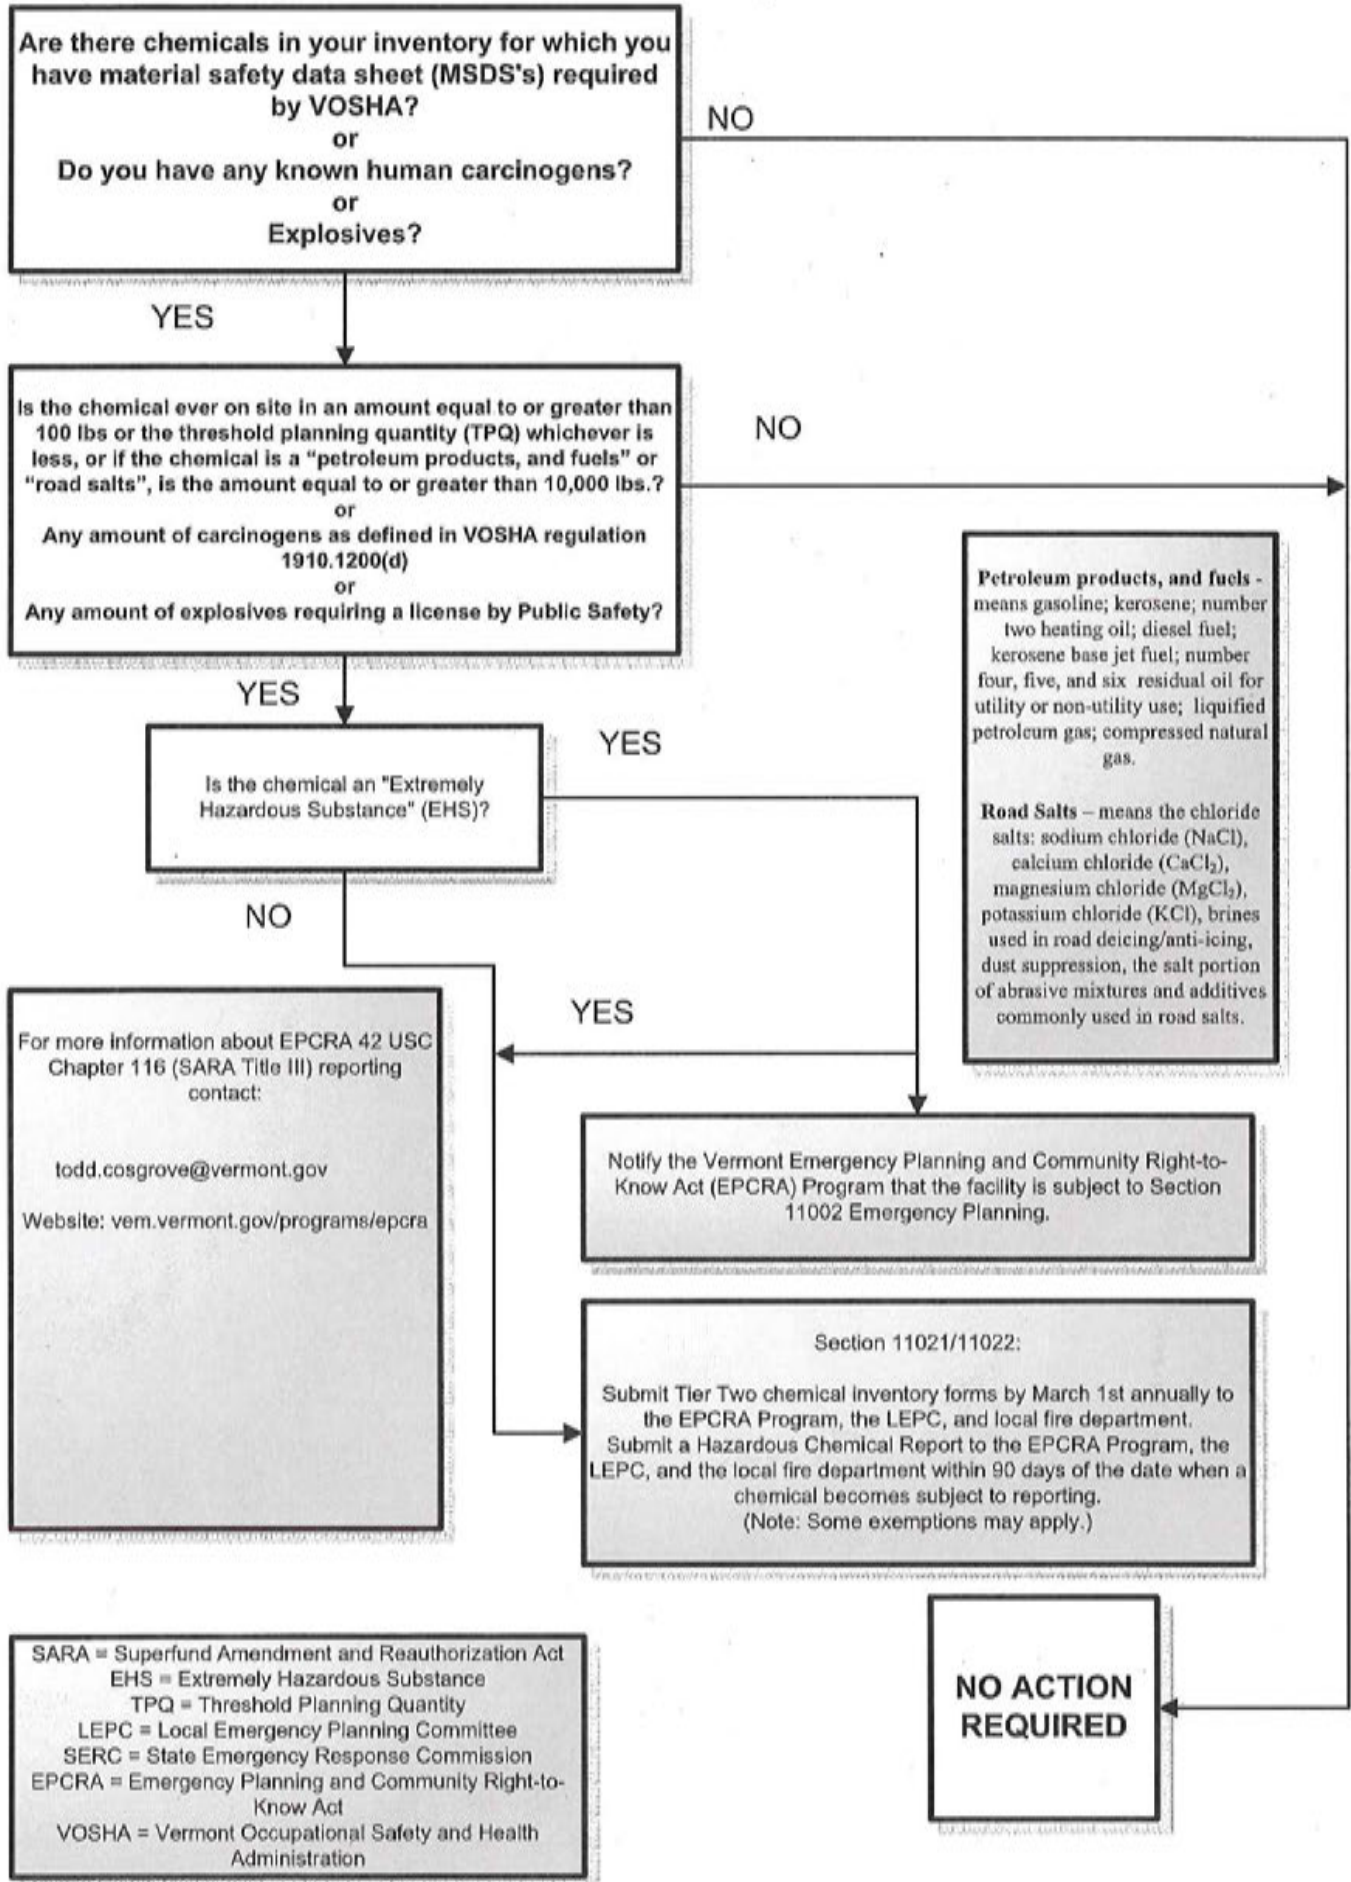 Are there chemicals in your inventory for which you
have material safety data sheet (MSDS's) required
by VOSHA?
or
Do you have any known human carcinogens?
or
Explosives?
NO
YES
Is the chemical ever on site in an amount equal to or greater than
100 lbs or the threshold planning quantity (TPQ) whichever is
less, or if the chemical is a “petroleum products, and fuels” or
“road salts”, is the amount equal to or greater than 10,000 lbs.?
or
Any amount of carcinogens as defined in VOSHA regulation
1910.1200(d)
or
Any amount of explosives requiring a license by Public Safety?
NO
YES
Petroleum products, and fuels -
means gasoline; kerosene; number
two heating oil; diesel fuel;
kerosene base jet fuel; number
four, five, and six residual oil for
utility or non-utility use; liquified
petroleum gas; compressed natural
gas.
Road Salts – means the chloride
salts: sodium chloride (NaCl),
calcium chloride (CaCl₂),
magnesium chloride (MgCl₂),
potassium chloride (KCl), brines
used in road deicing/anti-icing,
dust suppression, the salt portion
of abrasive mixtures and additives
commonly used in road salts.
Is the chemical an "Extremely
Hazardous Substance" (EHS)?
YES
NO
YES
For more information about EPCRA 42 USC
Chapter 116 (SARA Title III) reporting
contact:
todd.cosgrove@vermont.gov
Website: vem.vermont.gov/programs/epcra
Notify the Vermont Emergency Planning and Community Right-to-
Know Act (EPCRA) Program that the facility is subject to Section
11002 Emergency Planning.
Section 11021/11022:
Submit Tier Two chemical inventory forms by March 1st annually to
the EPCRA Program, the LEPC, and local fire department.
Submit a Hazardous Chemical Report to the EPCRA Program, the
LEPC, and the local fire department within 90 days of the date when a
chemical becomes subject to reporting.
(Note: Some exemptions may apply.)
SARA = Superfund Amendment and Reauthorization Act
EHS = Extremely Hazardous Substance
TPQ = Threshold Planning Quantity
LEPC = Local Emergency Planning Committee
SERC = State Emergency Response Commission
EPCRA = Emergency Planning and Community Right-to-
Know Act
VOSHA = Vermont Occupational Safety and Health
Administration
NO ACTION
REQUIRED